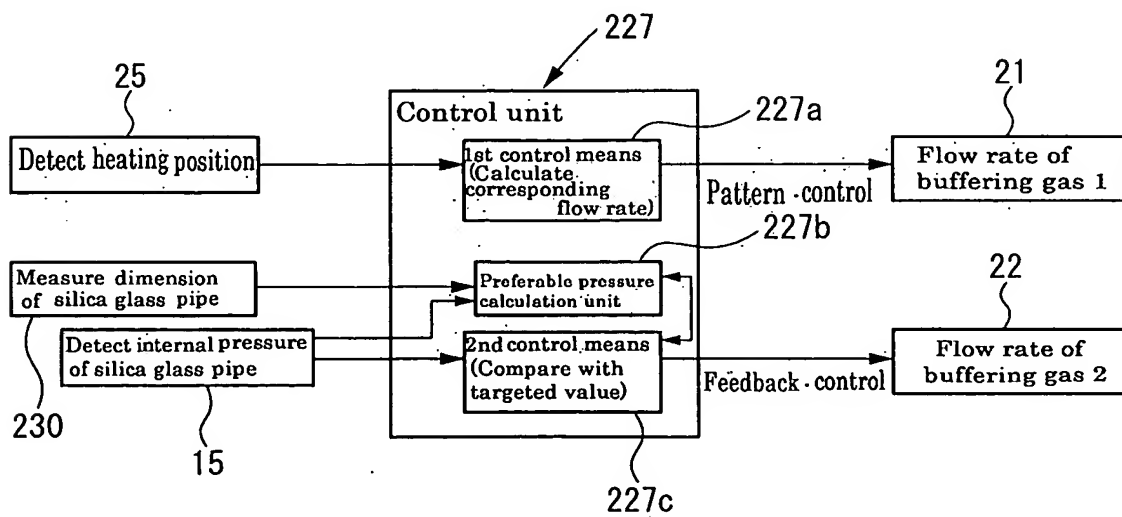 227
25
21
Control unit
227a
Detect heating position
1st control means
(Calculate
corresponding
flow rate)
Pattern-control
Flow rate of
buffering gas 1
227b
Measure dimension
of silica glass pipe
Preferable pressure
calculation unit
22
Detect internal pressure
of silica glass pipe
2nd control means
(Compare with
targeted value)
Feedback-control
Flow rate of
buffering gas 2
230
15
227c